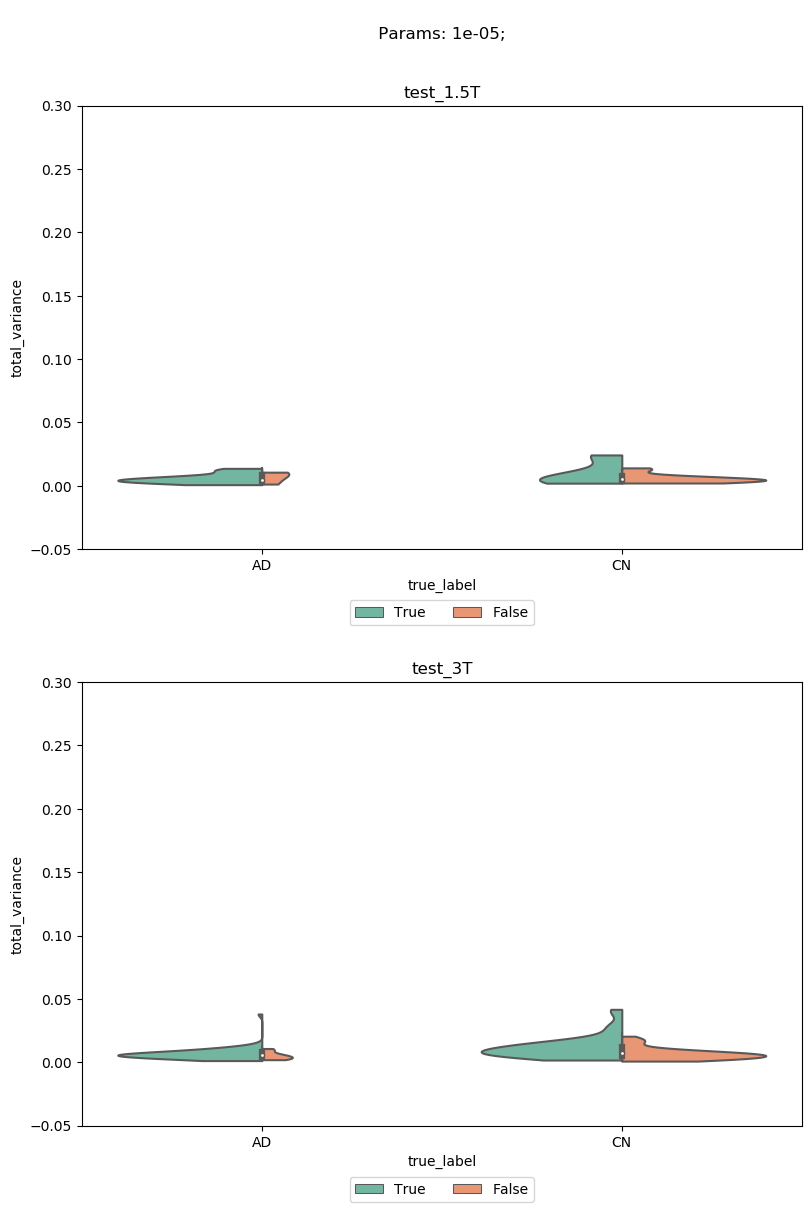 Params: 1e-05;
test_1.5T
0.30
0.25
0.20
0.15
0.10
0.05
0.00
−0.05
total_variance
AD CN
true_label
True False
test_3T
0.30
0.25
0.20
0.15
0.10
0.05
0.00
−0.05
total_variance
AD CN
true_label
True False